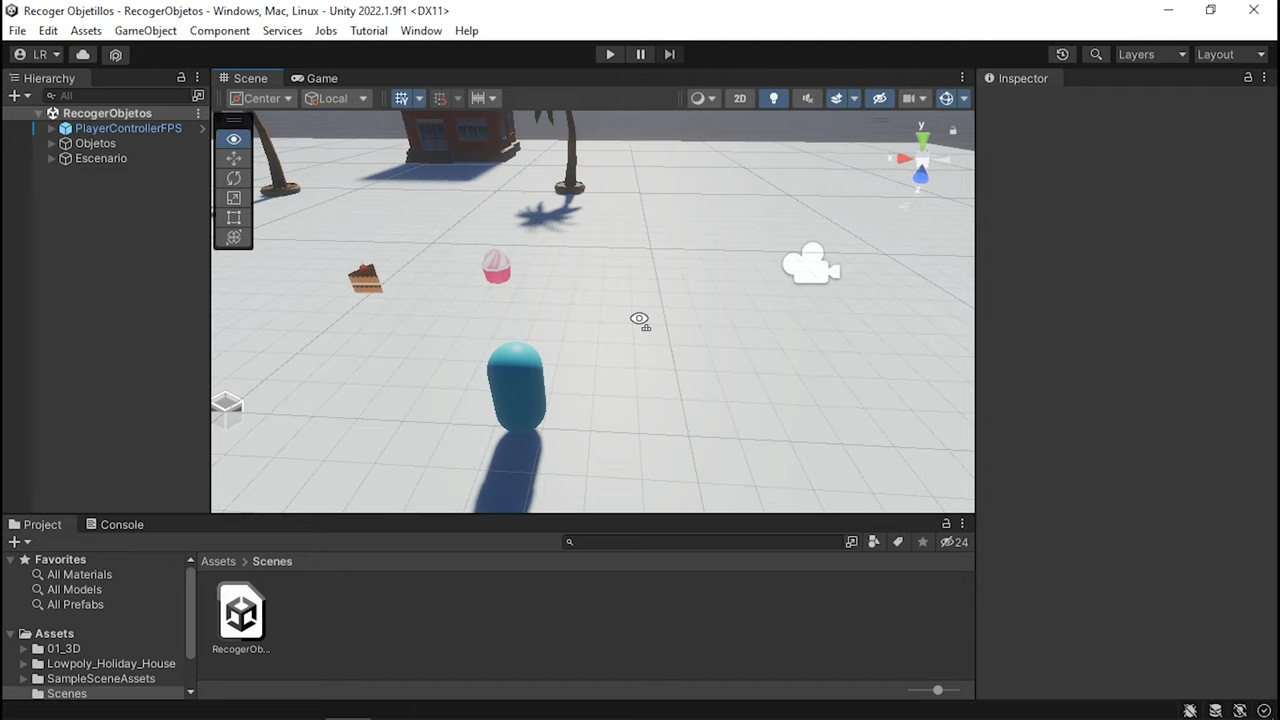 Recoger Objetillos - RecogerObjetos - Windows, Mac, Linux - Unity 2022.1.9f1 <DX11>
File Edit Assets GameObject Component Services Jobs Tutorial Window Help
LR Layers Layout
Hierarchy Scene Game Inspector
All Center Local 2D
RecogerObjetos
PlayerControllerFPS
Objetos
Escenario
y
x
Project Console
24
Favorites
All Materials
All Models
All Prefabs
Assets > Scenes
RecogerOb...
Assets
01_3D
Lowpoly_Holiday_House
SampleSceneAssets
Scenes